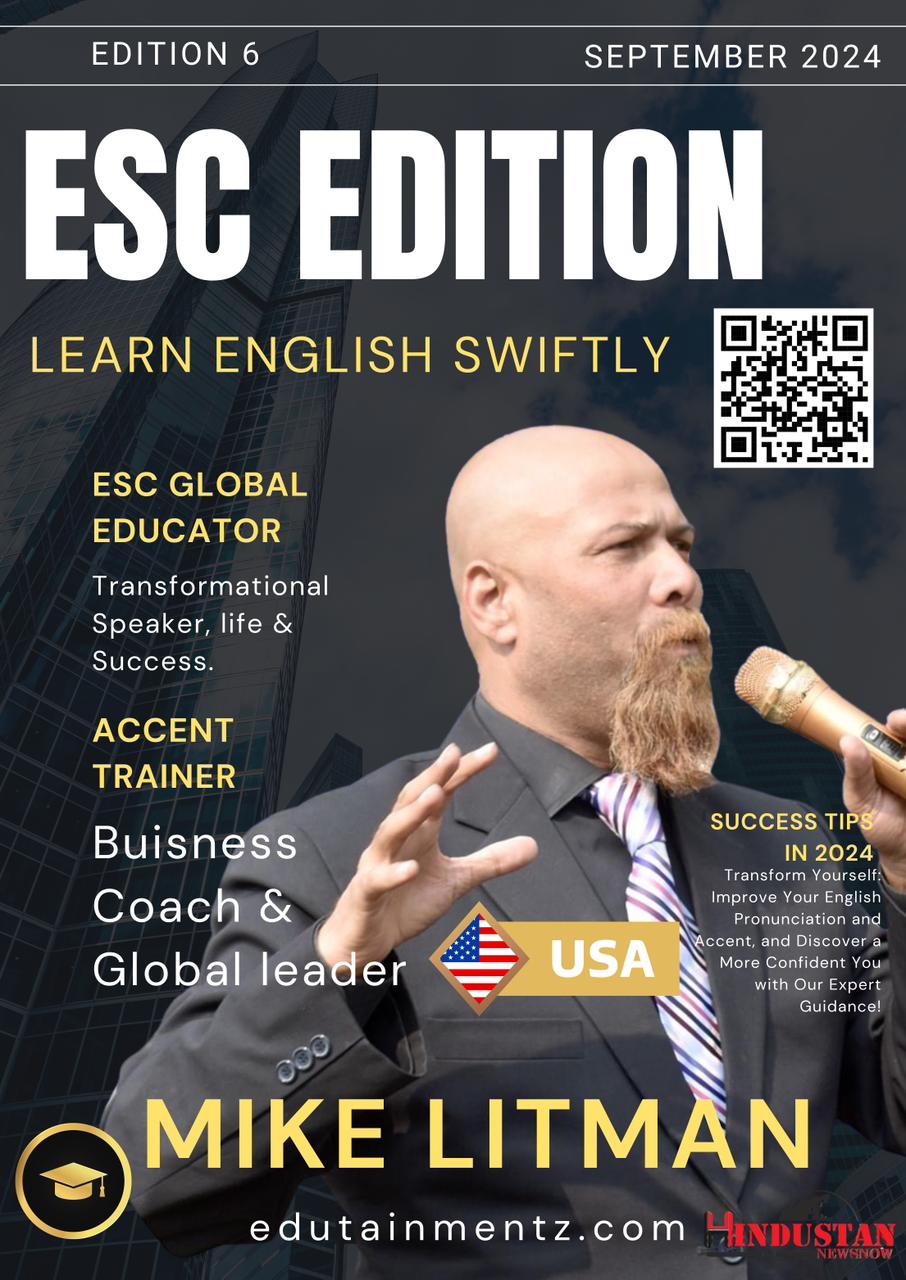 EDITION 6
SEPTEMBER 2024
ESC EDITION
LEARN ENGLISH SWIFTLY
ESC GLOBAL
EDUCATOR
Transformational
Speaker, life &
Success.
ACCENT
TRAINER
Buisness
Coach &
Global leader
USA
SUCCESS TIPS
IN 2024
Transform Yourself:
Improve Your English
Pronunciation and
Accent, and Discover a
More Confident You
with Our Expert
Guidance!
MIKE LITMAN
edutainmentz.com
HINDUSTAN
NEWSNOW